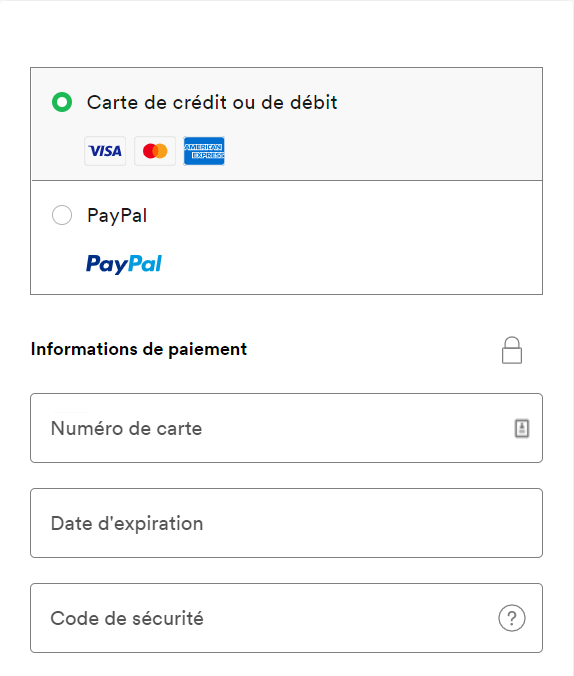 Carte de crédit ou de débit
VISA AMERICAN EXPRESS
PayPal
PayPal
Informations de paiement
Numéro de carte
Date d'expiration
Code de sécurité ?